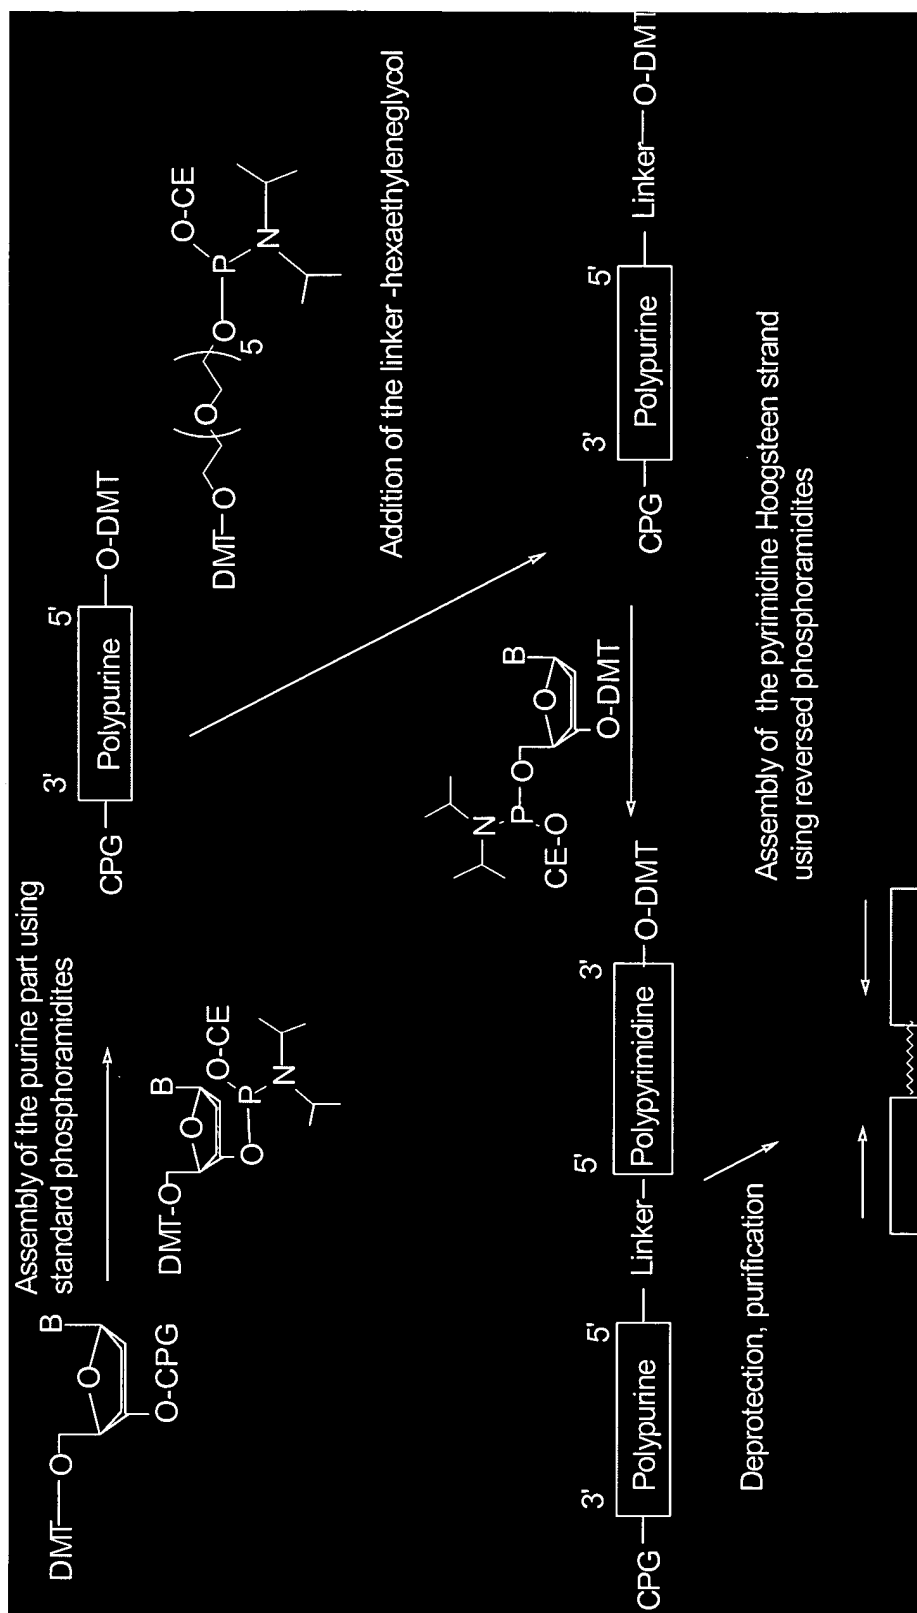 Assembly of the purine part using
standard phosphoramidites
DMT—O
B
O
O-CPG
DMT-O
B
O
O
P
O-CE
N
3'
5'
CPG
Polypurine
O-DMT
DMT-O
O
5
O
P
O-CE
N
Addition of the linker -hexaethyleneglycol
3'
5'
CPG
Polypurine
Linker
O-DMT
N
P
CE-O
O
O
B
O-DMT
Assembly of the pyrimidine Hoogsteen strand
using reversed phosphoramidites
3'
5'
5'
3'
CPG
Polypurine
Linker
Polypyrimidine
O-DMT
Deprotection, purification